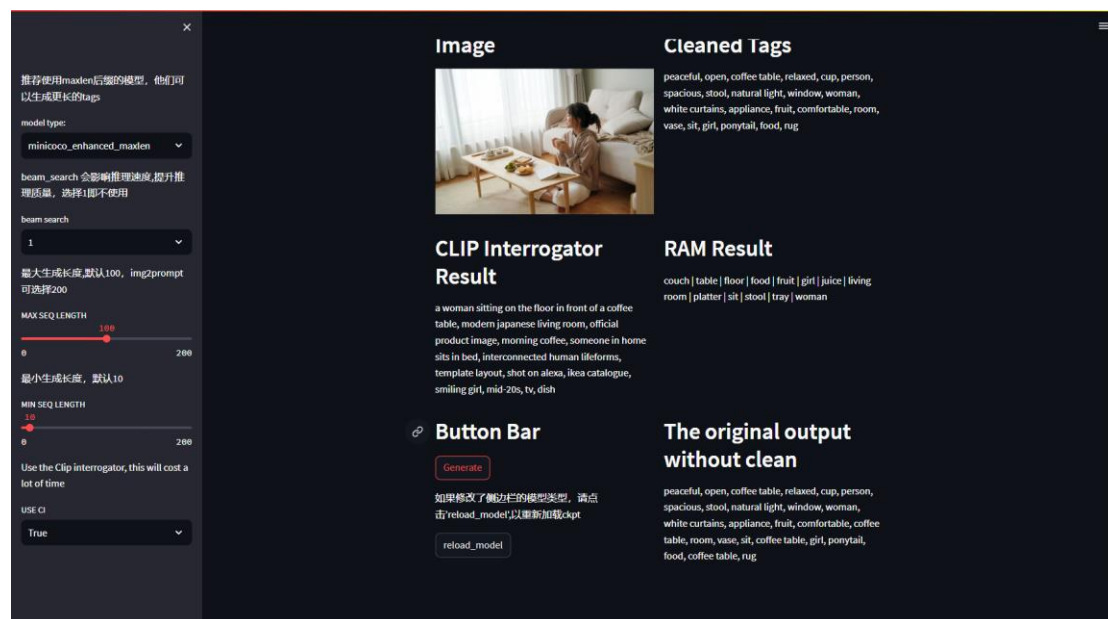 推荐使用maxlen后缀的模型，他们可
以生成更长的tags
model type:
minicoco_enhanced_maxlen
beam_search 会影响推理速度,提升推
理质量，选择1即不使用
beam search
1
最大生成长度,默认100，img2prompt
可选择200
MAX SEQ LENGTH
100
0
200
最小生成长度，默认10
MIN SEQ LENGTH
10
0
200
Use the Clip interrogator, this will cost a
lot of time
USE CI
True
Image
Cleaned Tags
peaceful, open, coffee table, relaxed, cup, person,
spacious, stool, natural light, window, woman,
white curtains, appliance, fruit, comfortable, room,
vase, sit, girl, ponytail, food, rug
CLIP Interrogator
Result
a woman sitting on the floor in front of a coffee
table, modern japanese living room, official
product image, morning coffee, someone in home
sits in bed, interconnected human lifeforms,
template layout, shot on alexa, ikea catalogue,
smiling girl, mid-20s, tv, dish
RAM Result
couch | table | floor | food | fruit | girl | juice | living
room | platter | sit | stool | tray | woman
Button Bar
Generate
如果修改了侧边栏的模型类型，请点
击'reload_model',以重新加载ckpt
reload_model
The original output
without clean
peaceful, open, coffee table, relaxed, cup, person,
spacious, stool, natural light, window, woman,
white curtains, appliance, fruit, comfortable, coffee
table, room, vase, sit, coffee table, girl, ponytail,
food, coffee table, rug